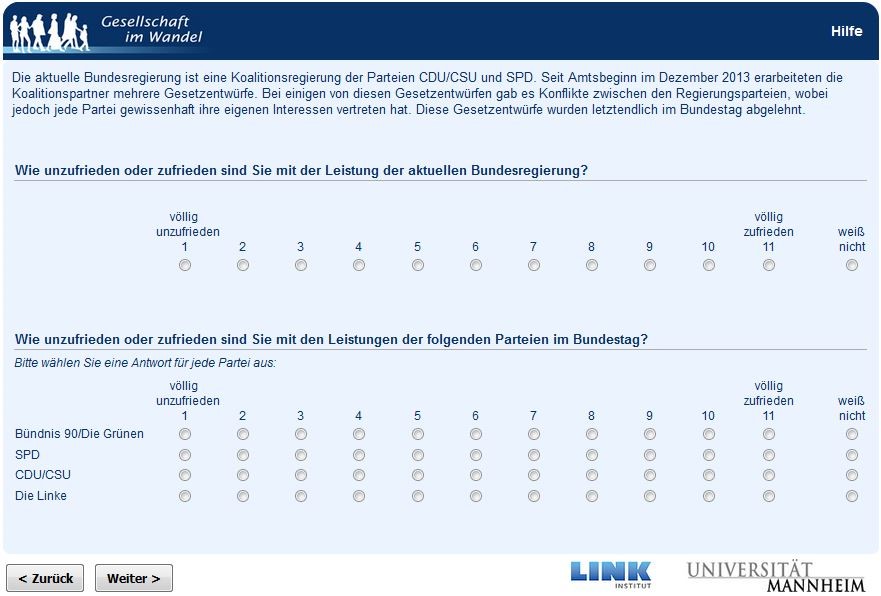 Gesellschaft
im Wandel
Hilfe
Die aktuelle Bundesregierung ist eine Koalitionsregierung der Parteien CDU/CSU und SPD. Seit Amtsbeginn im Dezember 2013 erarbeiteten die
Koalitionspartner mehrere Gesetzentwürfe. Bei einigen von diesen Gesetzentwürfen gab es Konflikte zwischen den Regierungsparteien, wobei
jedoch jede Partei gewissenhaft ihre eigenen Interessen vertreten hat. Diese Gesetzentwürfe wurden letztendlich im Bundestag abgelehnt.
Wie unzufrieden oder zufrieden sind Sie mit der Leistung der aktuellen Bundesregierung?
völlig völlig
unzufrieden zufrieden weiß
1 2 3 4 5 6 7 8 9 10 11 nicht
Wie unzufrieden oder zufrieden sind Sie mit den Leistungen der folgenden Parteien im Bundestag?
Bitte wählen Sie eine Antwort für jede Partei aus:
völlig völlig
unzufrieden zufrieden weiß
1 2 3 4 5 6 7 8 9 10 11 nicht
Bündnis 90/Die Grünen
SPD
CDU/CSU
Die Linke
< Zurück Weiter >
LINK
INSTITUT
UNIVERSITÄT
MANNHEIM